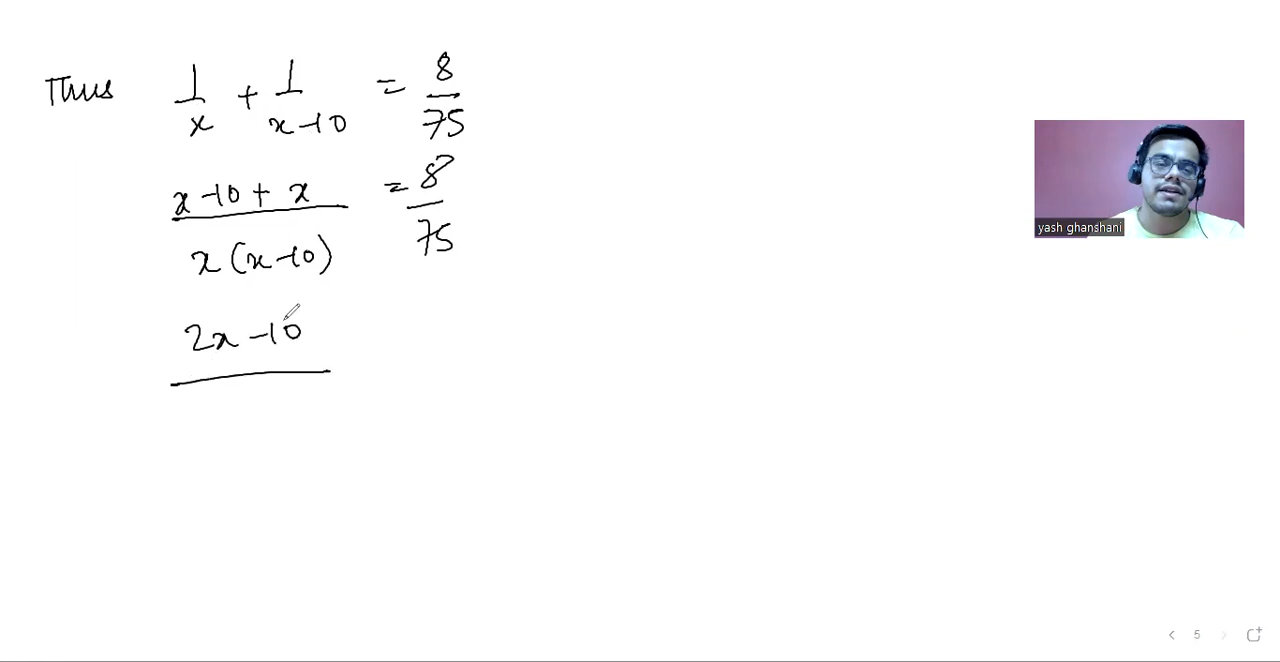 Thus 1/x + 1/(x-10) = 8/75
(x-10+x)/(x(x-10)) = 8/75
2x-10
yash ghanshani
< 5 >